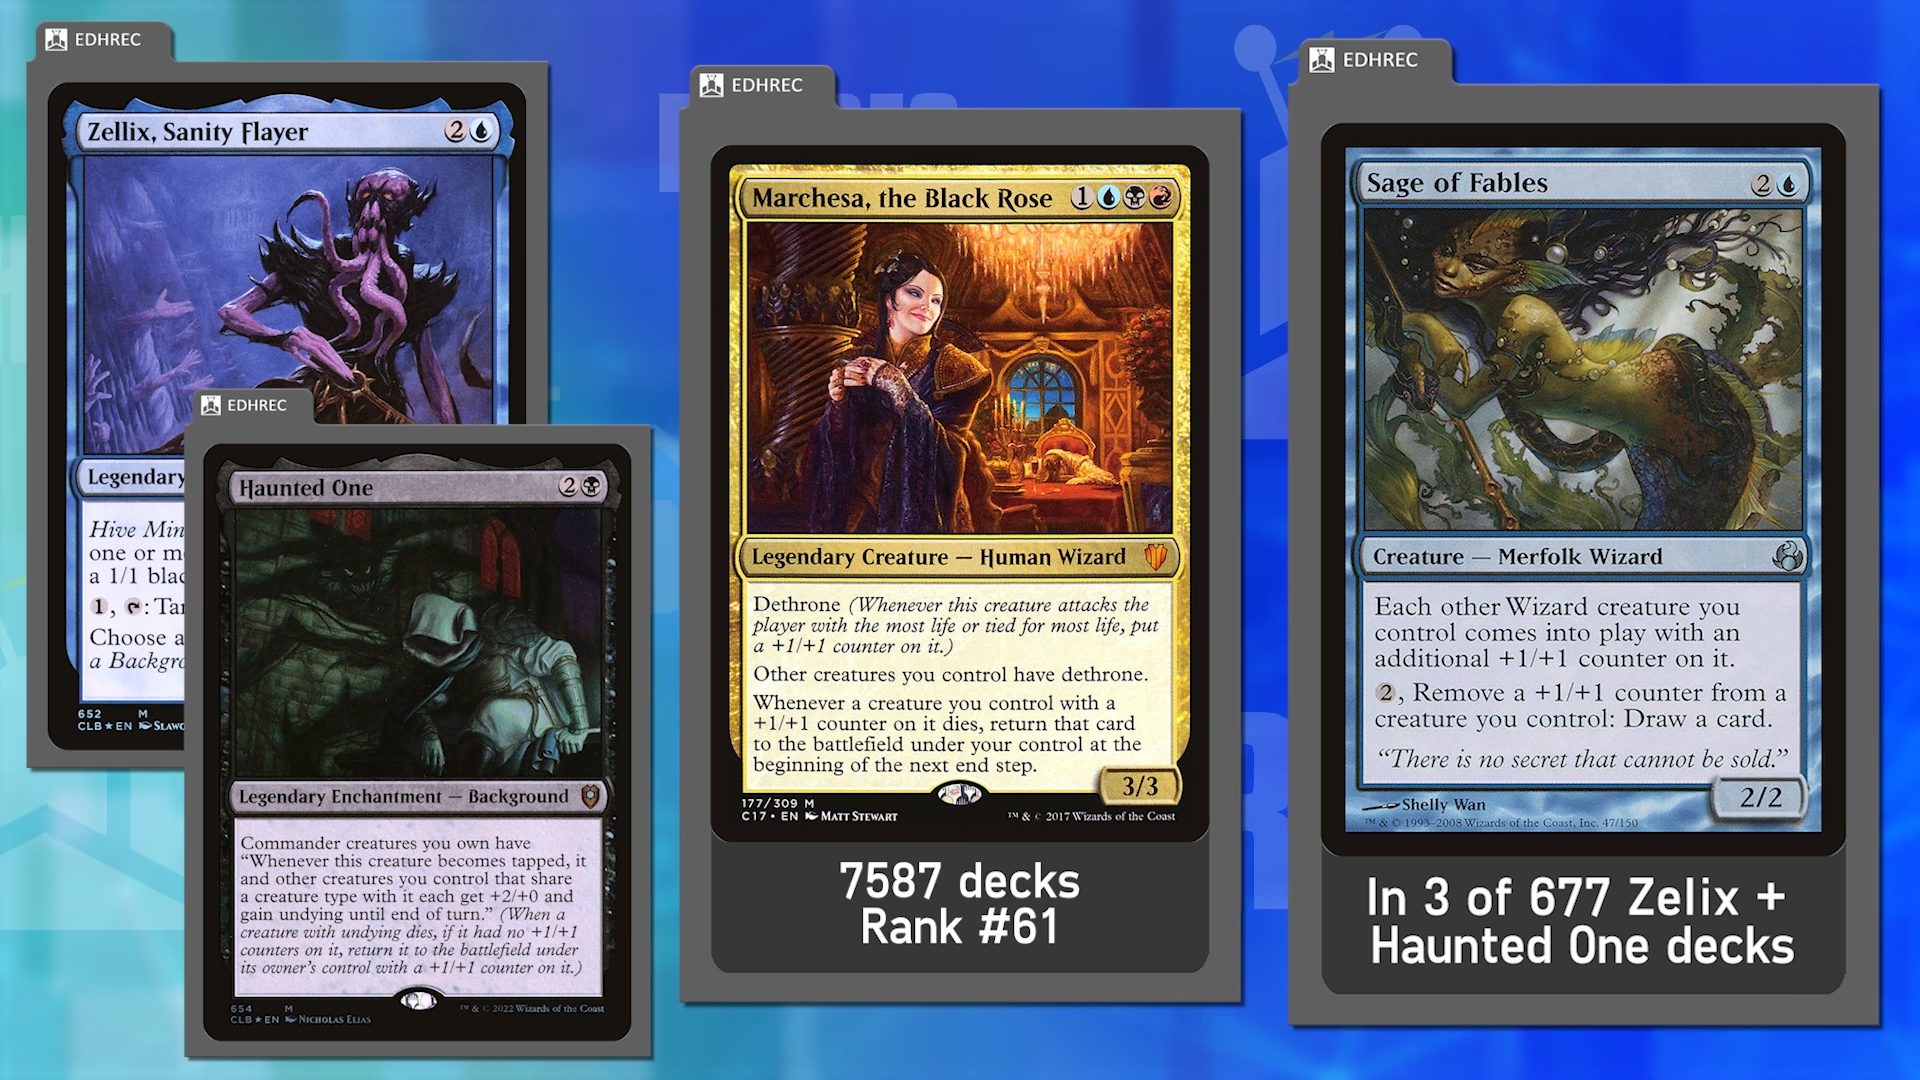 EDHREC
Zellix, Sanity Flayer 2
Legendary
Hive Min
one or m
a 1/1 blac
1, : Tar
Choose a
a Backgro
652 M
CLB ★ EN SLAWO
EDHREC
Haunted One 2
Legendary Enchantment — Background
Commander creatures you own have
“Whenever this creature becomes tapped, it
and other creatures you control that share
a creature type with it each get +2/+0 and
gain undying until end of turn.” (When a
creature with undying dies, if it had no +1/+1
counters on it, return it to the battlefield under
its owner's control with a +1/+1 counter on it.)
654 M
CLB ★ EN NICHOLAS ELIAS
™ & © 2022 Wizards of the Coast
EDHREC
Marchesa, the Black Rose 1
Legendary Creature — Human Wizard
Dethrone (Whenever this creature attacks the
player with the most life or tied for most life, put
a +1/+1 counter on it.)
Other creatures you control have dethrone.
Whenever a creature you control with a
+1/+1 counter on it dies, return that card
to the battlefield under your control at the
beginning of the next end step.
3/3
177/309 M
C17 • EN MATT STEWART
™ & © 2017 Wizards of the Coast
7587 decks
Rank #61
EDHREC
Sage of Fables 2
Creature — Merfolk Wizard
Each other Wizard creature you
control comes into play with an
additional +1/+1 counter on it.
2, Remove a +1/+1 counter from a
creature you control: Draw a card.
“There is no secret that cannot be sold.”
2/2
Shelly Wan
™ & © 1993–2008 Wizards of the Coast, Inc. 47/150
In 3 of 677 Zelix +
Haunted One decks